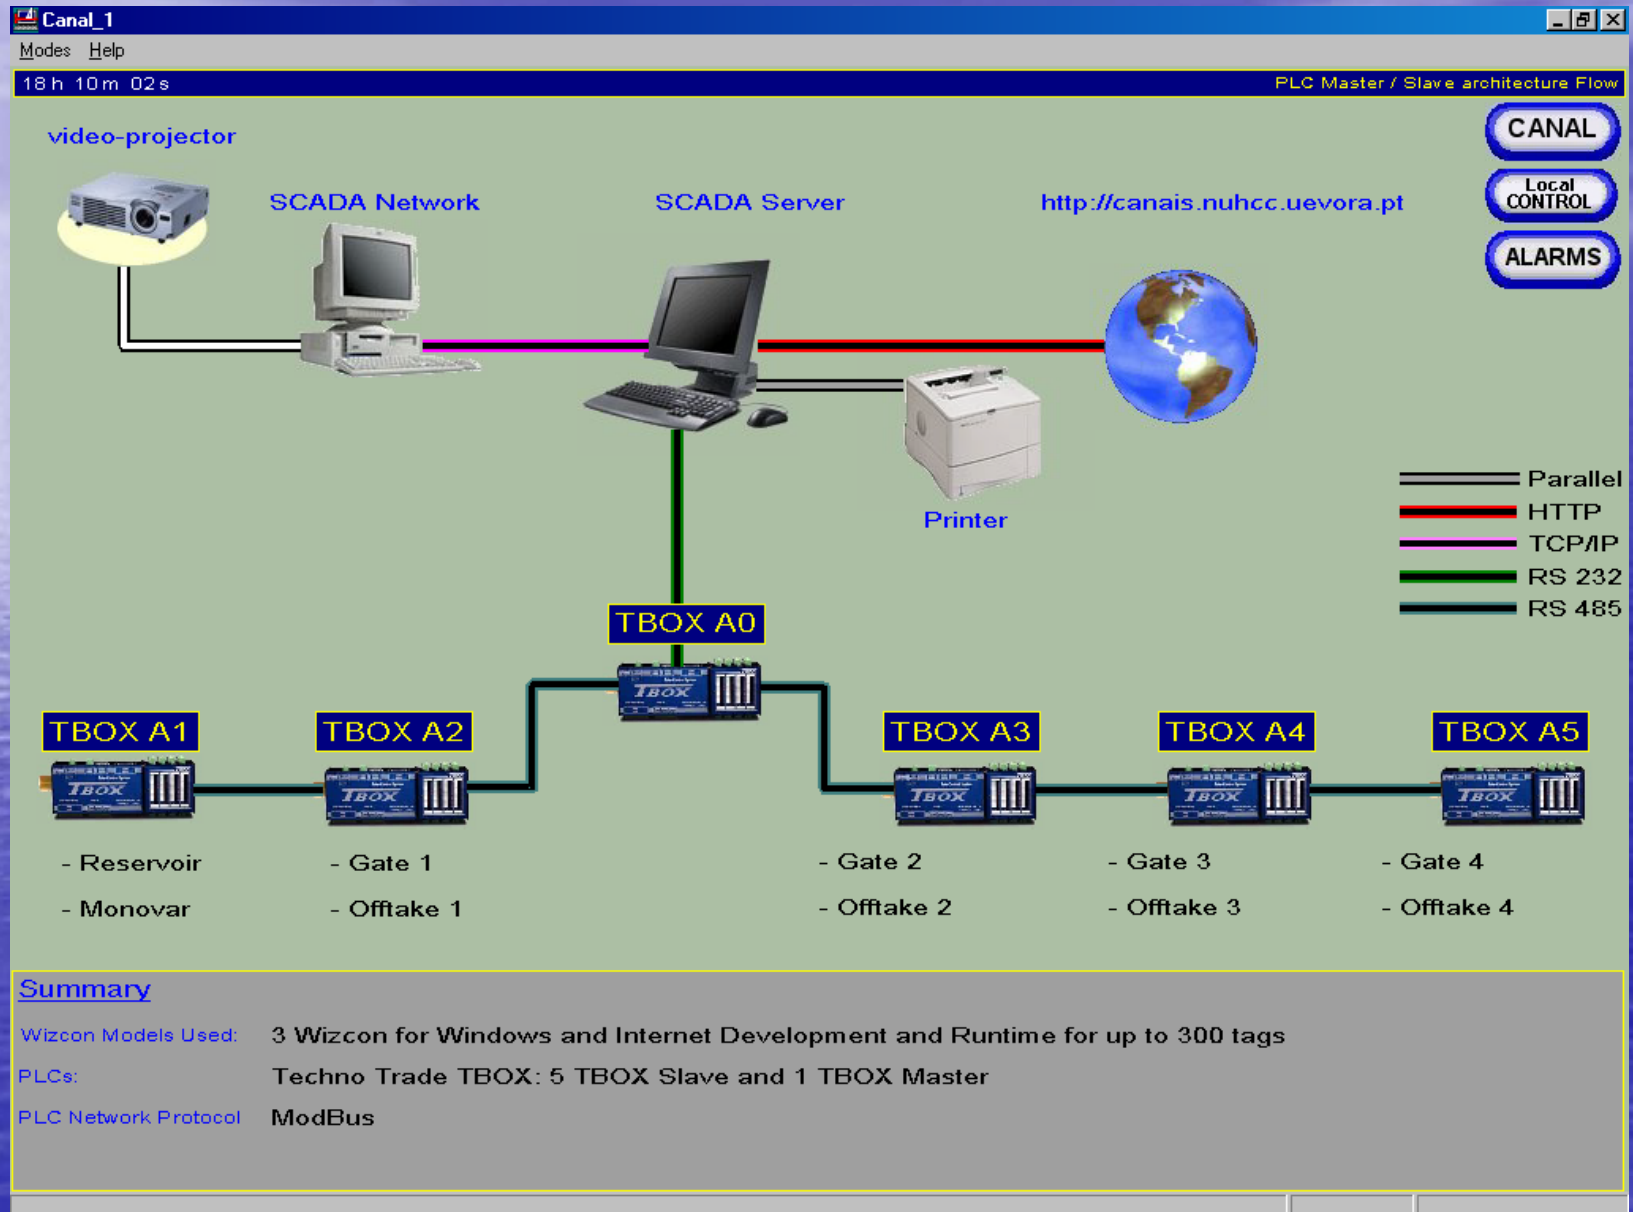 Canal_1
Modes Help
18h 10m 02s PLC Master / Slave architecture Flow
video-projector
SCADA Network
SCADA Server
http://canais.nuhcc.uevora.pt
CANAL
Local
CONTROL
ALARMS
Printer
Parallel
HTTP
TCP/IP
RS 232
RS 485
TBOX A0
TBOX
TBOX A1
TBOX A2
TBOX A3
TBOX A4
TBOX A5
TBOX
TBOX
TBOX
TBOX
TBOX
- Reservoir
- Monovar
- Gate 1
- Offtake 1
- Gate 2
- Offtake 2
- Gate 3
- Offtake 3
- Gate 4
- Offtake 4
Summary
Wizcon Models Used: 3 Wizcon for Windows and Internet Development and Runtime for up to 300 tags
PLCs: Techno Trade TBOX: 5 TBOX Slave and 1 TBOX Master
PLC Network Protocol ModBus